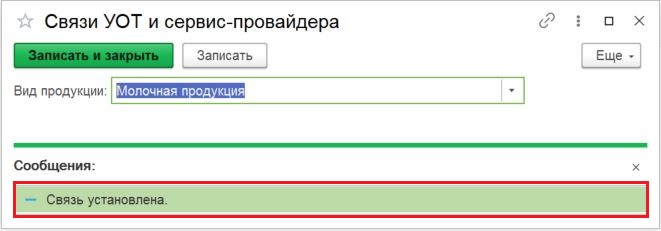 Связи УОТ и сервис-провайдера
Записать и закрыть Записать Еще
Вид продукции: Молочная продукция
Сообщения:
Связь установлена.